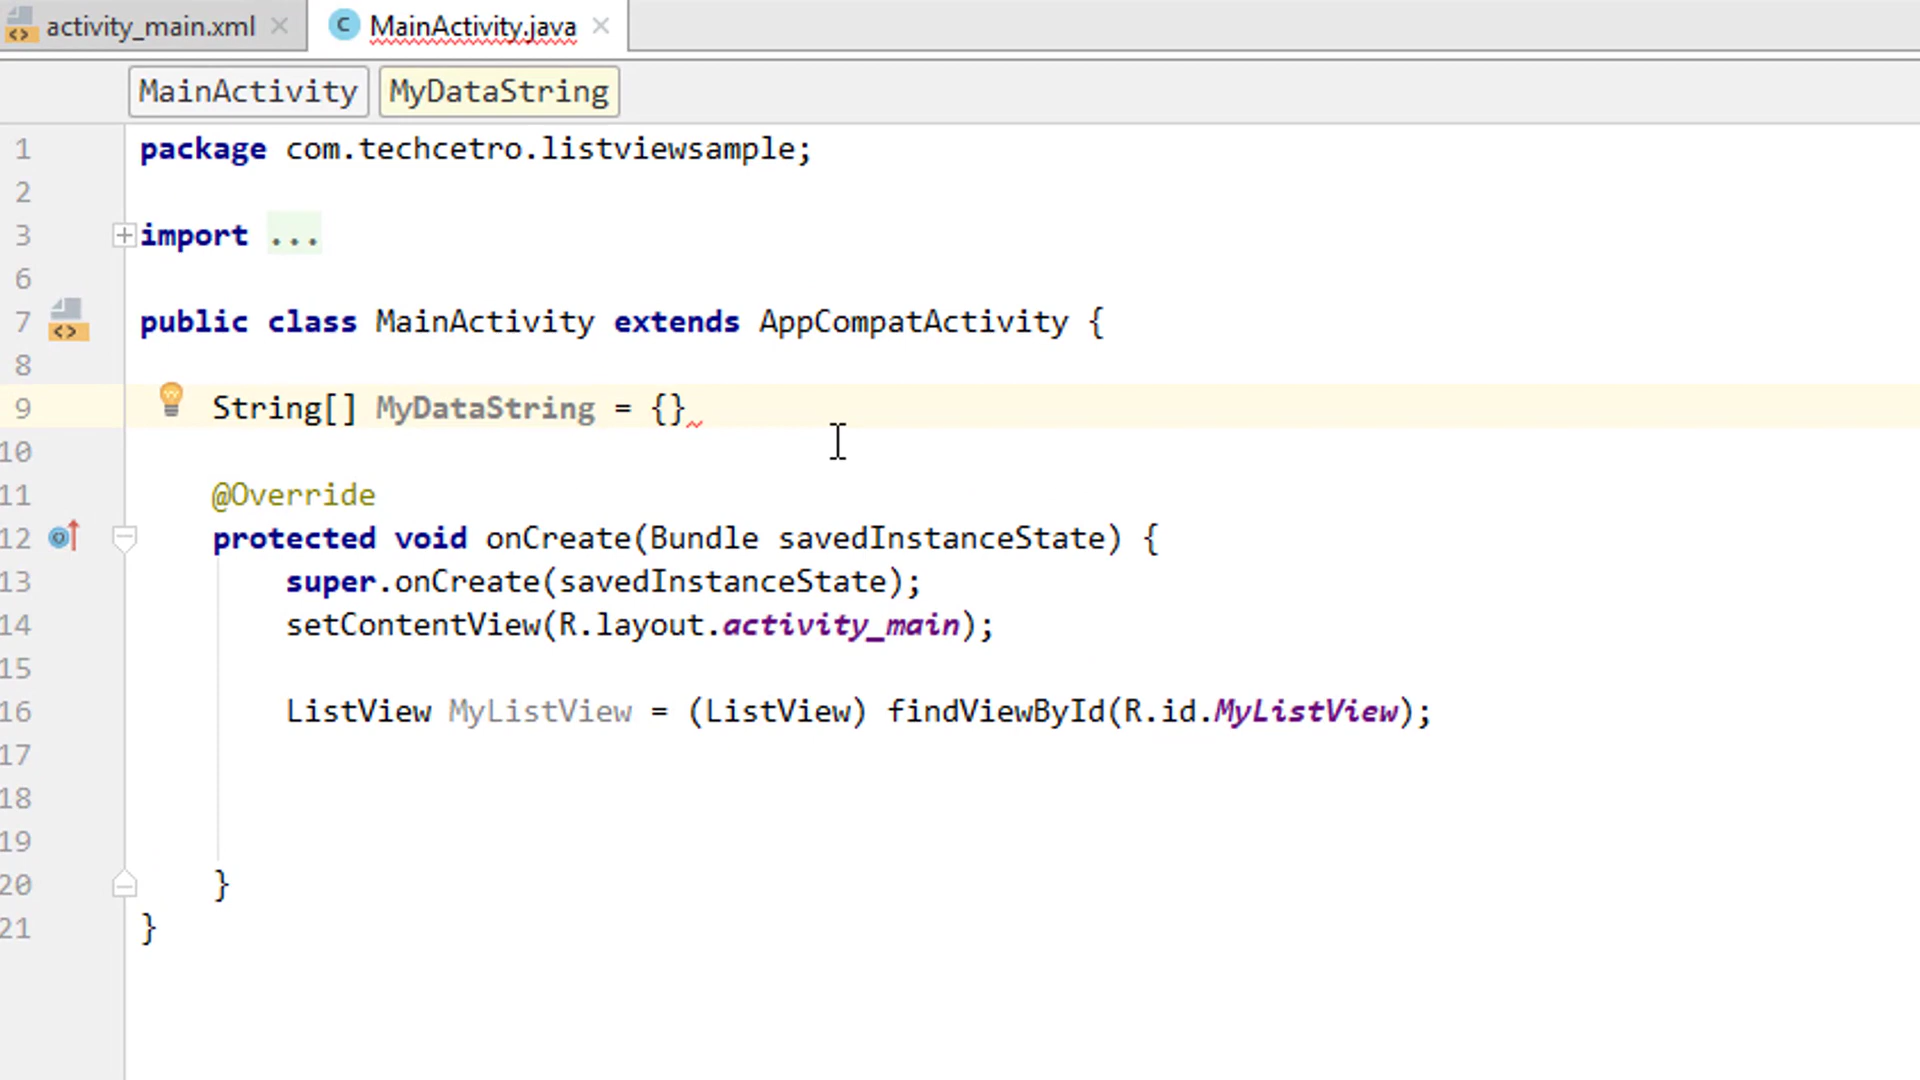 activity_main.xml MainActivity.java
MainActivity MyDataString
1 package com.techcetro.listviewsample;
2
3 import ...
6
7 public class MainActivity extends AppCompatActivity {
8
9 String[] MyDataString = {}
10
11 @Override
12 protected void onCreate(Bundle savedInstanceState) {
13 super.onCreate(savedInstanceState);
14 setContentView(R.layout.activity_main);
15
16 ListView MyListView = (ListView) findViewById(R.id.MyListView);
17
18
19
20 }
21 }